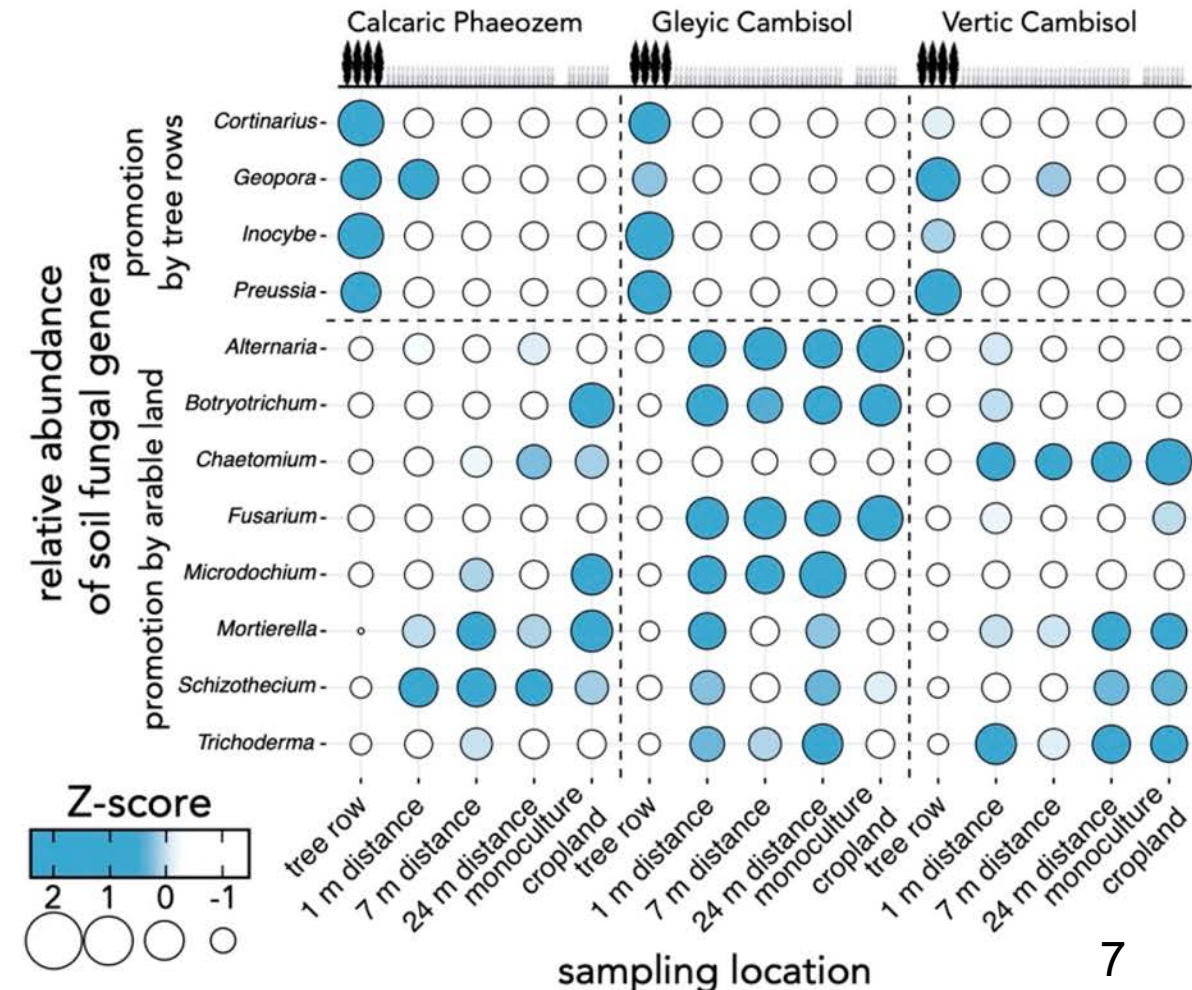 Calcaric Phaeozem Gleyic Cambisol Vertic Cambisol
relative abundance
of soil fungal genera
promotion
by tree rows
Cortinarius
Geopora
Inocybe
Preussia
promotion by arable land
Alternaria
Botryotrichum
Chaetomium
Fusarium
Microdochium
Mortierella
Schizothecium
Trichoderma
tree row
1 m distance
7 m distance
24 m distance
monoculture
cropland
tree row
1 m distance
7 m distance
24 m distance
monoculture
cropland
tree row
1 m distance
7 m distance
24 m distance
monoculture
cropland
Z-score
2 1 0 -1
sampling location
7